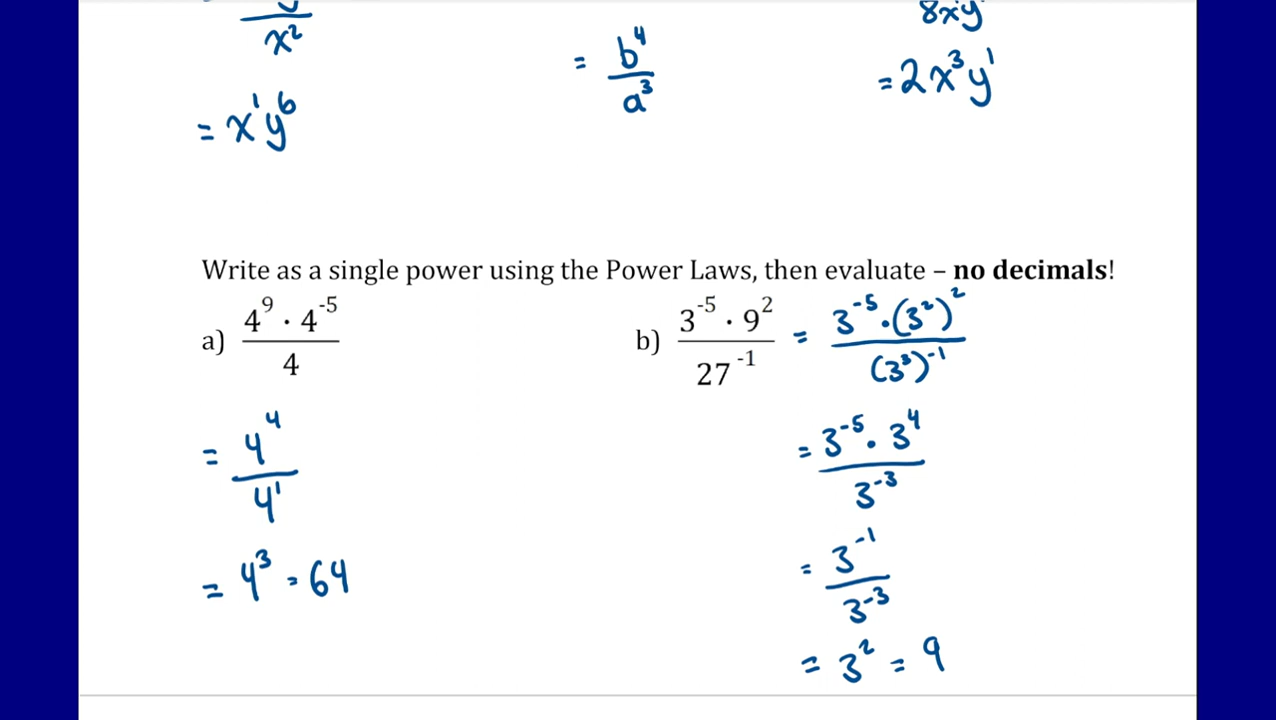 x²
= x¹y⁶
= b⁴/a³
8x y
= 2x³y¹
Write as a single power using the Power Laws, then evaluate – no decimals!
a) (4⁹ · 4⁻⁵)/4
= 4⁴/4¹
= 4³ = 64
b) (3⁻⁵ · 9²)/27⁻¹ = (3⁻⁵ · (3²)²)/(3³)⁻¹
= (3⁻⁵ · 3⁴)/3⁻³
= 3⁻¹/3⁻³
= 3² = 9